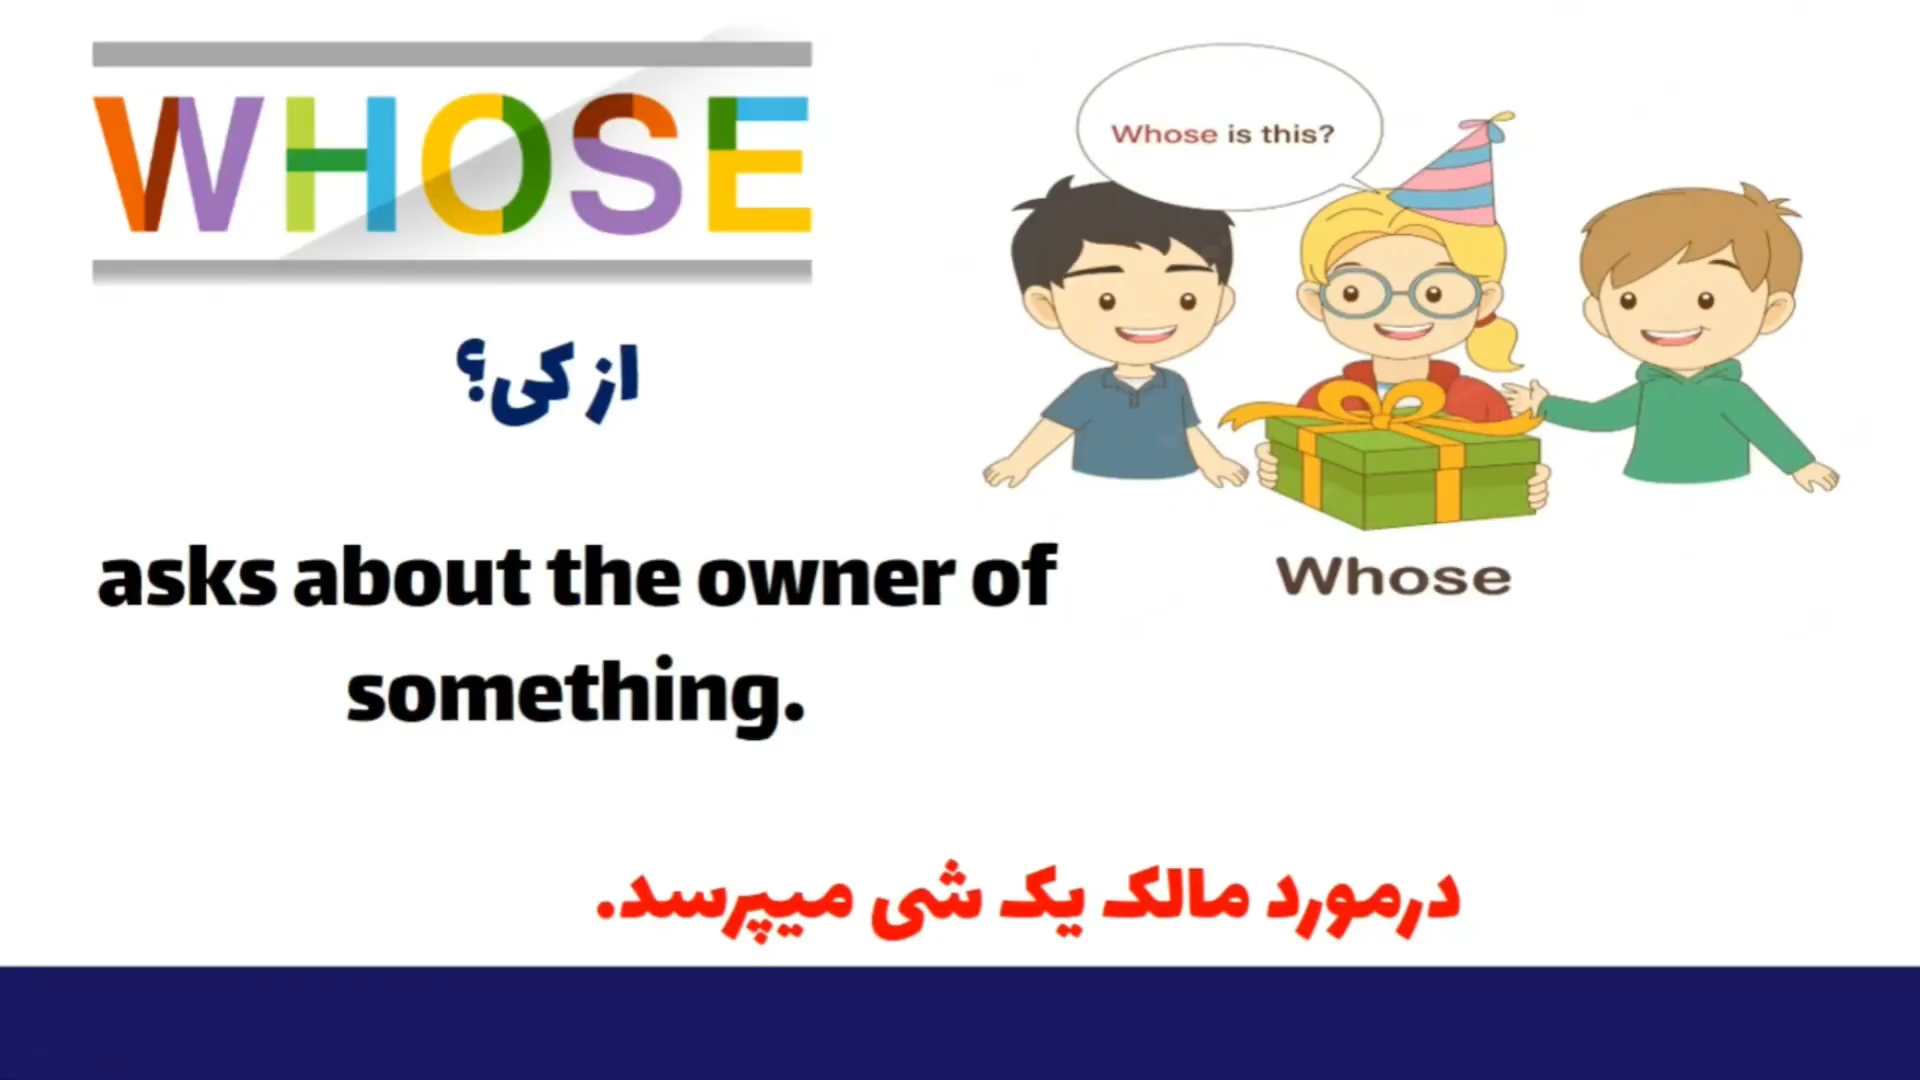 WHOSE
از کی؟
Whose is this?
Whose
asks about the owner of
something.
درمورد مالک یک شی میپرسد.